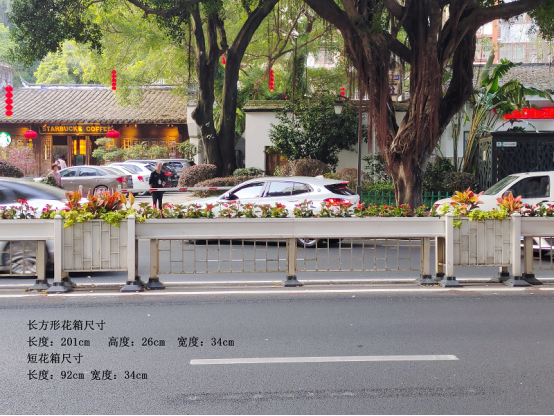 STARBUCKS COFFEE
长方形花箱尺寸
长度：201cm 高度：26cm 宽度：34cm
短花箱尺寸
长度：92cm 宽度：34cm